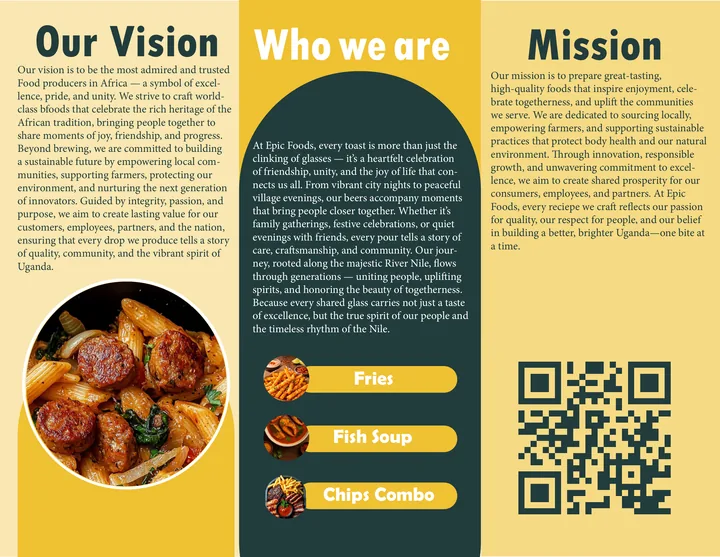 Our Vision
Our vision is to be the most admired and trusted
Food producers in Africa — a symbol of excel-
lence, pride, and unity. We strive to craft world-
class bfoods that celebrate the rich heritage of the
African tradition, bringing people together to
share moments of joy, friendship, and progress.
Beyond brewing, we are committed to building
a sustainable future by empowering local com-
munities, supporting farmers, protecting our
environment, and nurturing the next generation
of innovators. Guided by integrity, passion, and
purpose, we aim to create lasting value for our
customers, employees, partners, and the nation,
ensuring that every drop we produce tells a story
of quality, community, and the vibrant spirit of
Uganda.
Who we are
At Epic Foods, every toast is more than just the
clinking of glasses — it's a heartfelt celebration
of friendship, unity, and the joy of life that con-
nects us all. From vibrant city nights to peaceful
village evenings, our beers accompany moments
that bring people closer together. Whether it's
family gatherings, festive celebrations, or quiet
evenings with friends, every pour tells a story of
care, craftsmanship, and community. Our jour-
ney, rooted along the majestic River Nile, flows
through generations — uniting people, uplifting
spirits, and honoring the beauty of togetherness.
Because every shared glass carries not just a taste
of excellence, but the true spirit of our people and
the timeless rhythm of the Nile.
Fries
Fish Soup
Chips Combo
Mission
Our mission is to prepare great-tasting,
high-quality foods that inspire enjoyment, cele-
brate togetherness, and uplift the communities
we serve. We are dedicated to sourcing locally,
empowering farmers, and supporting sustainable
practices that protect body health and our natural
environment. Through innovation, responsible
growth, and unwavering commitment to excel-
lence, we aim to create shared prosperity for our
consumers, employees, and partners. At Epic
Foods, every reciepe we craft reflects our passion
for quality, our respect for people, and our belief
in building a better, brighter Uganda—one bite at
a time.